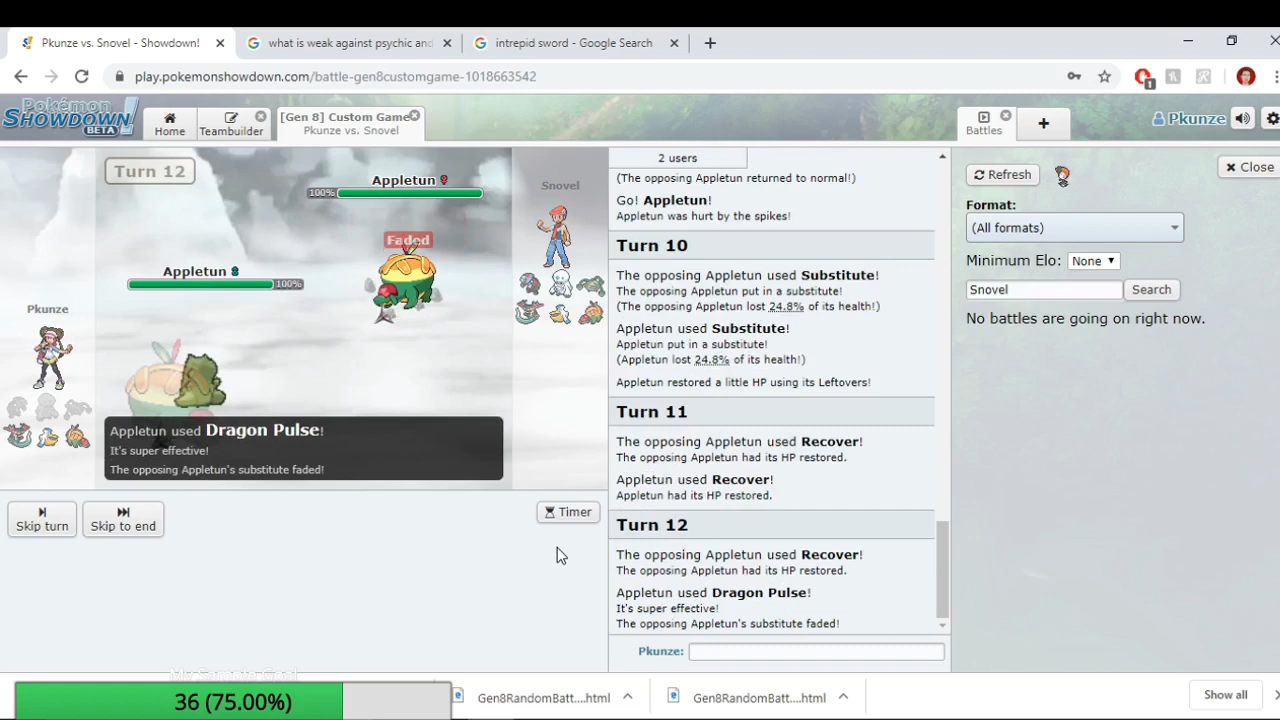 Pkunze vs. Snovel - Showdown!
what is weak against psychic and
intrepid sword - Google Search
play.pokemonshowdown.com/battle-gen8customgame-1018663542
1
Pokémon
SHOWDOWN!
BETA
Home
Teambuilder
[Gen 8] Custom Game
Pkunze vs. Snovel
Battles
Pkunze
Turn 12
Appletun
100%
Faded
Appletun
100%
Pkunze
Snovel
Appletun used Dragon Pulse!
It's super effective!
The opposing Appletun's substitute faded!
Skip turn
Skip to end
Timer
2 users
(The opposing Appletun returned to normal!)
Go! Appletun!
Appletun was hurt by the spikes!
Turn 10
The opposing Appletun used Substitute!
The opposing Appletun put in a substitute!
(The opposing Appletun lost 24.8% of its health!)
Appletun used Substitute!
Appletun put in a substitute!
(Appletun lost 24.8% of its health!)
Appletun restored a little HP using its Leftovers!
Turn 11
The opposing Appletun used Recover!
The opposing Appletun had its HP restored.
Appletun used Recover!
Appletun had its HP restored.
Turn 12
The opposing Appletun used Recover!
The opposing Appletun had its HP restored.
Appletun used Dragon Pulse!
It's super effective!
The opposing Appletun's substitute faded!
Pkunze:
Refresh
Close
Format:
(All formats)
Minimum Elo: None
Snovel
Search
No battles are going on right now.
My Sample Goal
36 (75.00%)
Gen8RandomBatt....html
Gen8RandomBatt....html
Show all